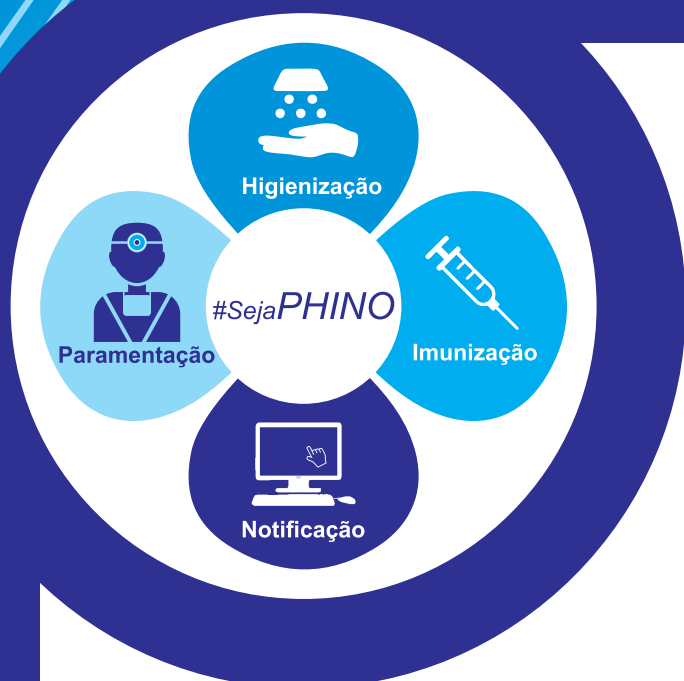 Higienização
#SejaPHINO
Paramentação
Imunização
Notificação